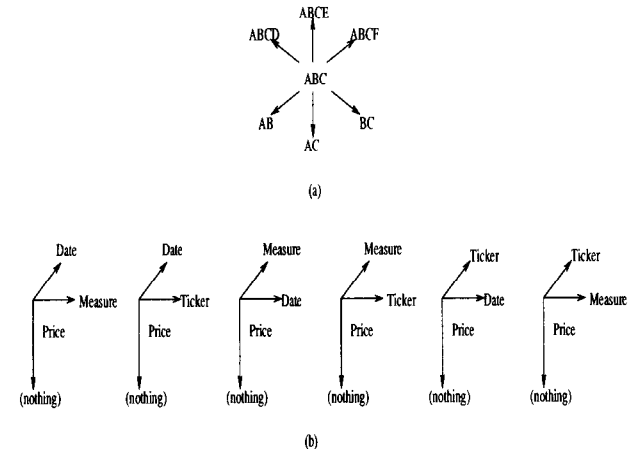 ABCE
ABCD ABCF
ABC
AB BC
AC
(a)
Date Date Measure Measure Ticker Ticker
Measure Ticker Date Ticker Date Measure
Price Price Price Price Price Price
(nothing) (nothing) (nothing) (nothing) (nothing) (nothing)
(b)